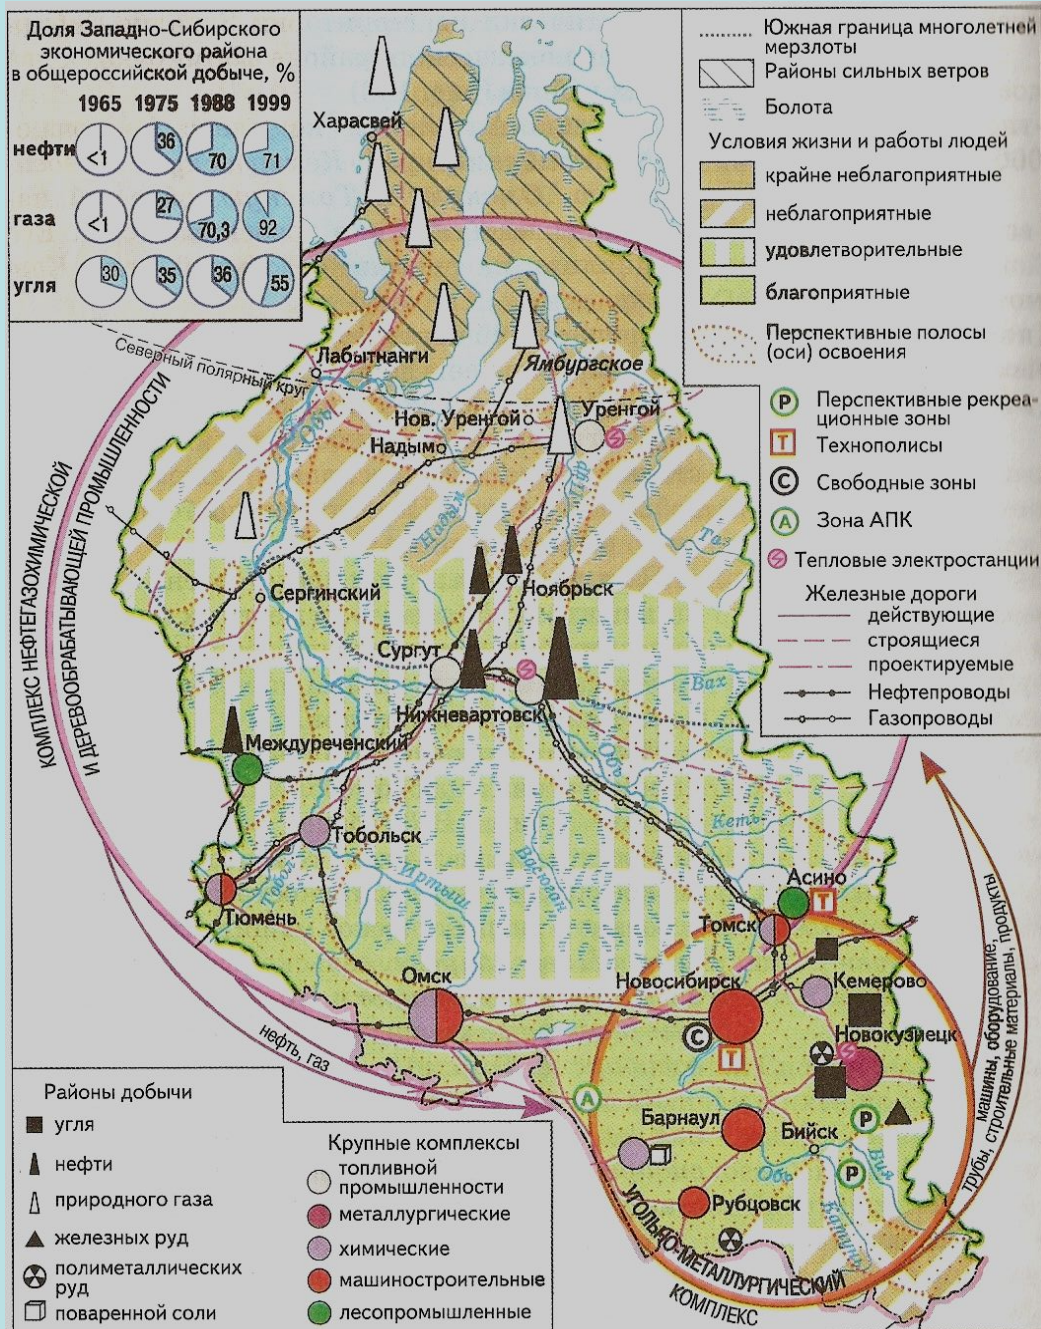 Доля Западно-Сибирского
экономического района
в общероссийской добыче, %
1965 1975 1988 1999
нефти <1 36 70 71
газа <1 27 70,3 92
угля 30 35 36 55
Южная граница многолетней
мерзлоты
Районы сильных ветров
Болота
Условия жизни и работы людей
крайне неблагоприятные
неблагоприятные
удовлетворительные
благоприятные
Перспективные полосы
(оси) освоения
Р Перспективные рекреа-
ционные зоны
Т Технополисы
С Свободные зоны
А Зона АПК
Тепловые электростанции
Железные дороги
действующие
строящиеся
проектируемые
Нефтепроводы
Газопроводы
Харасвей
Северный полярный круг
Лабытнанги
Ямбургское
Обь
Нов. Уренгой
Уренгой
Надым
Надым
Пур
Таз
КОМПЛЕКС НЕФТЕГАЗОХИМИЧЕСКОЙ
И ДЕРЕВООБРАБАТЫВАЮЩЕЙ ПРОМЫШЛЕННОСТИ
Сергинский
Ноябрьск
Сургут
Вах
Нижневартовск
Междуреченский
Обь
Тобольск
Кеть
Тобол
Иртыш
Васюган
Тюмень
Асино
Т
Томск
Омск
Новосибирск
Кемерово
С
Т
Новокузнецк
нефть, газ
А
Барнаул
Бийск
Р
Р
Обь
Бия
Катунь
Рубцовск
УГОЛЬНО-МЕТАЛЛУРГИЧЕСКИЙ
КОМПЛЕКС
машины, оборудование,
трубы, строительные материалы, продукты
Районы добычи
угля
нефти
природного газа
железных руд
полиметаллических
руд
поваренной соли
Крупные комплексы
топливной
промышленности
металлургические
химические
машиностроительные
лесопромышленные